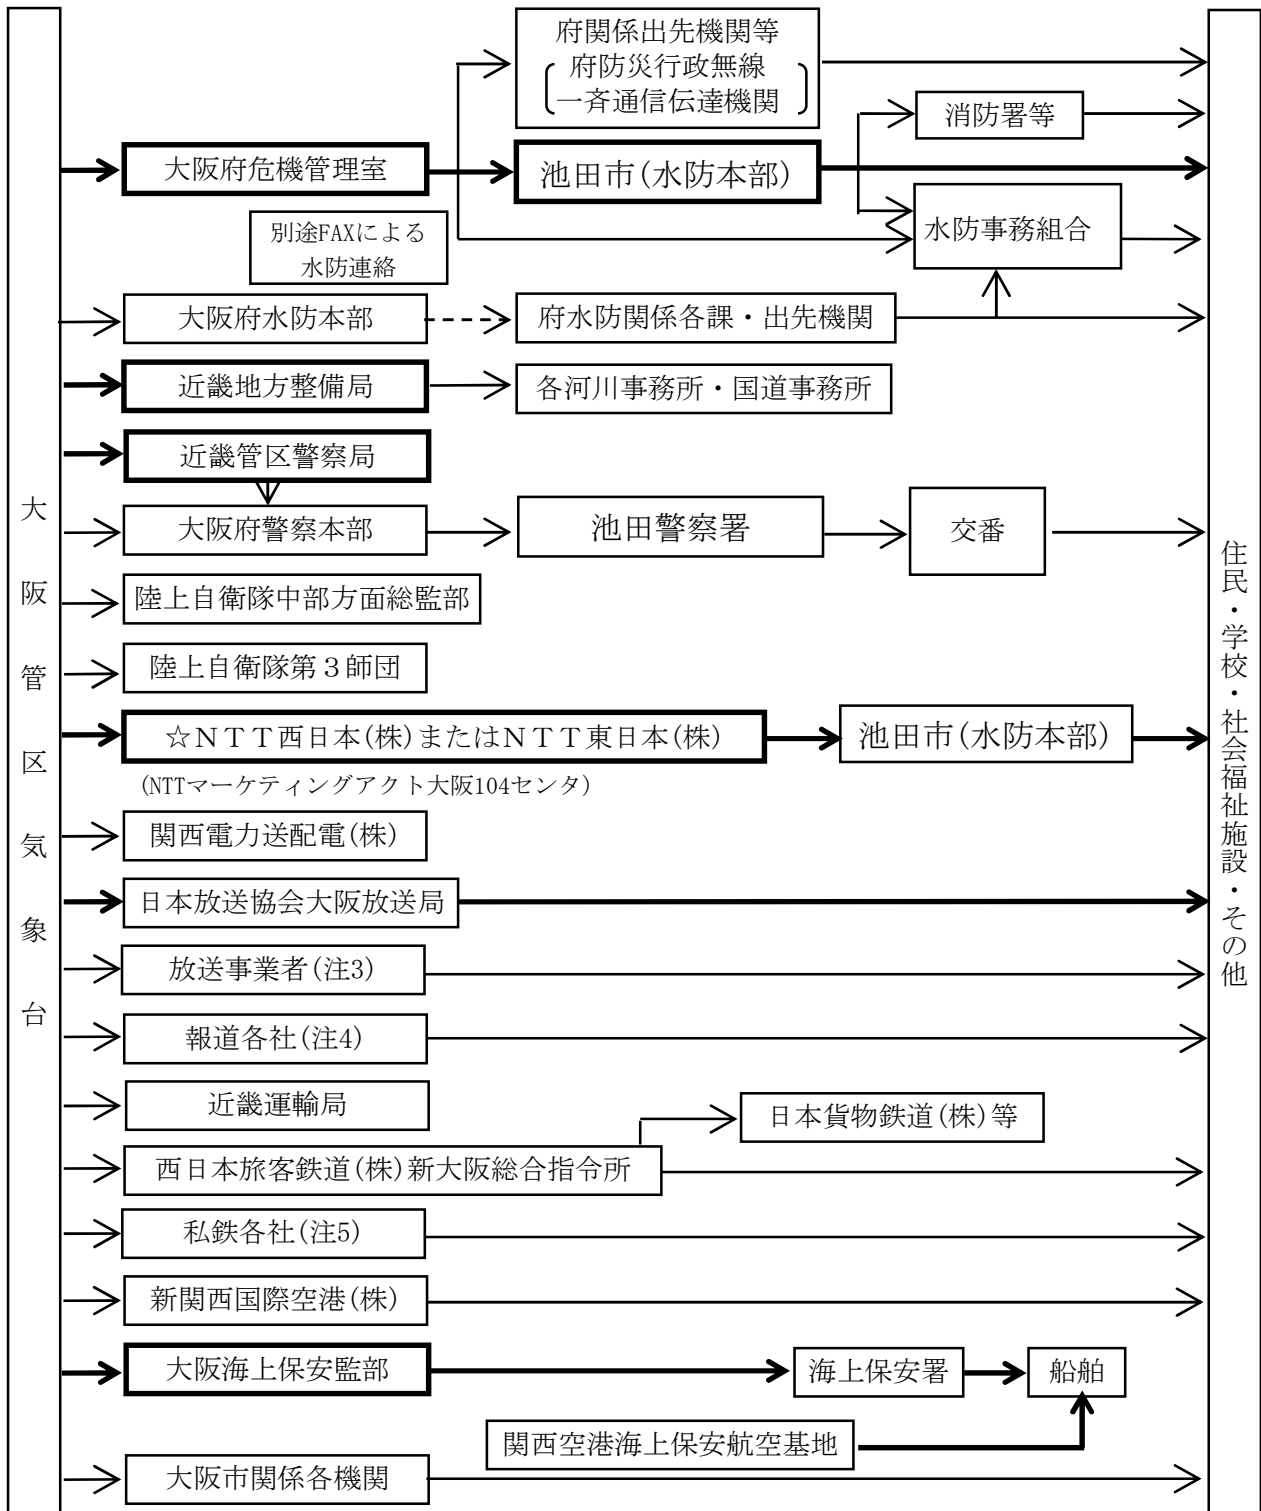 大阪管区気象台
府関係出先機関等
府防災行政無線
一斉通信伝達機関
消防署等
大阪府危機管理室
池田市(水防本部)
別途FAXによる
水防連絡
水防事務組合
大阪府水防本部
府水防関係各課・出先機関
近畿地方整備局
各河川事務所・国道事務所
近畿管区警察局
大阪府警察本部
池田警察署
交番
陸上自衛隊中部方面総監部
陸上自衛隊第3師団
☆NTT西日本(株)またはNTT東日本(株)
池田市(水防本部)
(NTTマーケティングアクト大阪104センタ)
関西電力送配電(株)
日本放送協会大阪放送局
放送事業者(注3)
報道各社(注4)
近畿運輸局
日本貨物鉄道(株)等
西日本旅客鉄道(株)新大阪総合指令所
私鉄各社(注5)
新関西国際空港(株)
大阪海上保安監部
海上保安署
船舶
関西空港海上保安航空基地
大阪市関係各機関
住民・学校・社会福祉施設・その他